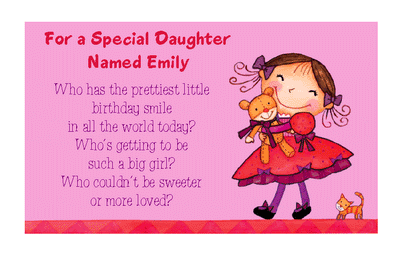 For a Special Daughter
Named Emily
Who has the prettiest little
birthday smile
in all the world today?
Who's getting to be
such a big girl?
Who couldn't be sweeter
or more loved?